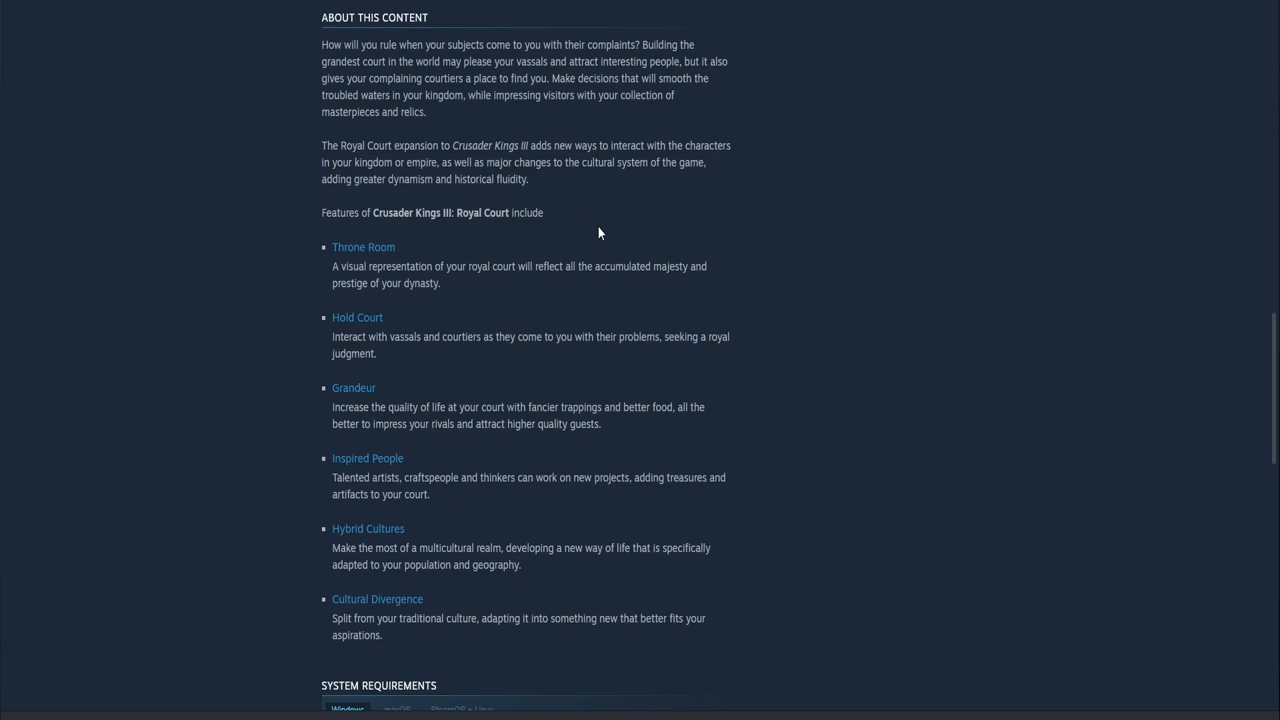 ABOUT THIS CONTENT
How will you rule when your subjects come to you with their complaints? Building the
grandest court in the world may please your vassals and attract interesting people, but it also
gives your complaining courtiers a place to find you. Make decisions that will smooth the
troubled waters in your kingdom, while impressing visitors with your collection of
masterpieces and relics.
The Royal Court expansion to Crusader Kings III adds new ways to interact with the characters
in your kingdom or empire, as well as major changes to the cultural system of the game,
adding greater dynamism and historical fluidity.
Features of Crusader Kings III: Royal Court include
Throne Room
A visual representation of your royal court will reflect all the accumulated majesty and
prestige of your dynasty.
Hold Court
Interact with vassals and courtiers as they come to you with their problems, seeking a royal
judgment.
Grandeur
Increase the quality of life at your court with fancier trappings and better food, all the
better to impress your rivals and attract higher quality guests.
Inspired People
Talented artists, craftspeople and thinkers can work on new projects, adding treasures and
artifacts to your court.
Hybrid Cultures
Make the most of a multicultural realm, developing a new way of life that is specifically
adapted to your population and geography.
Cultural Divergence
Split from your traditional culture, adapting it into something new that better fits your
aspirations.
SYSTEM REQUIREMENTS
Windows macOS SteamOS + Linux